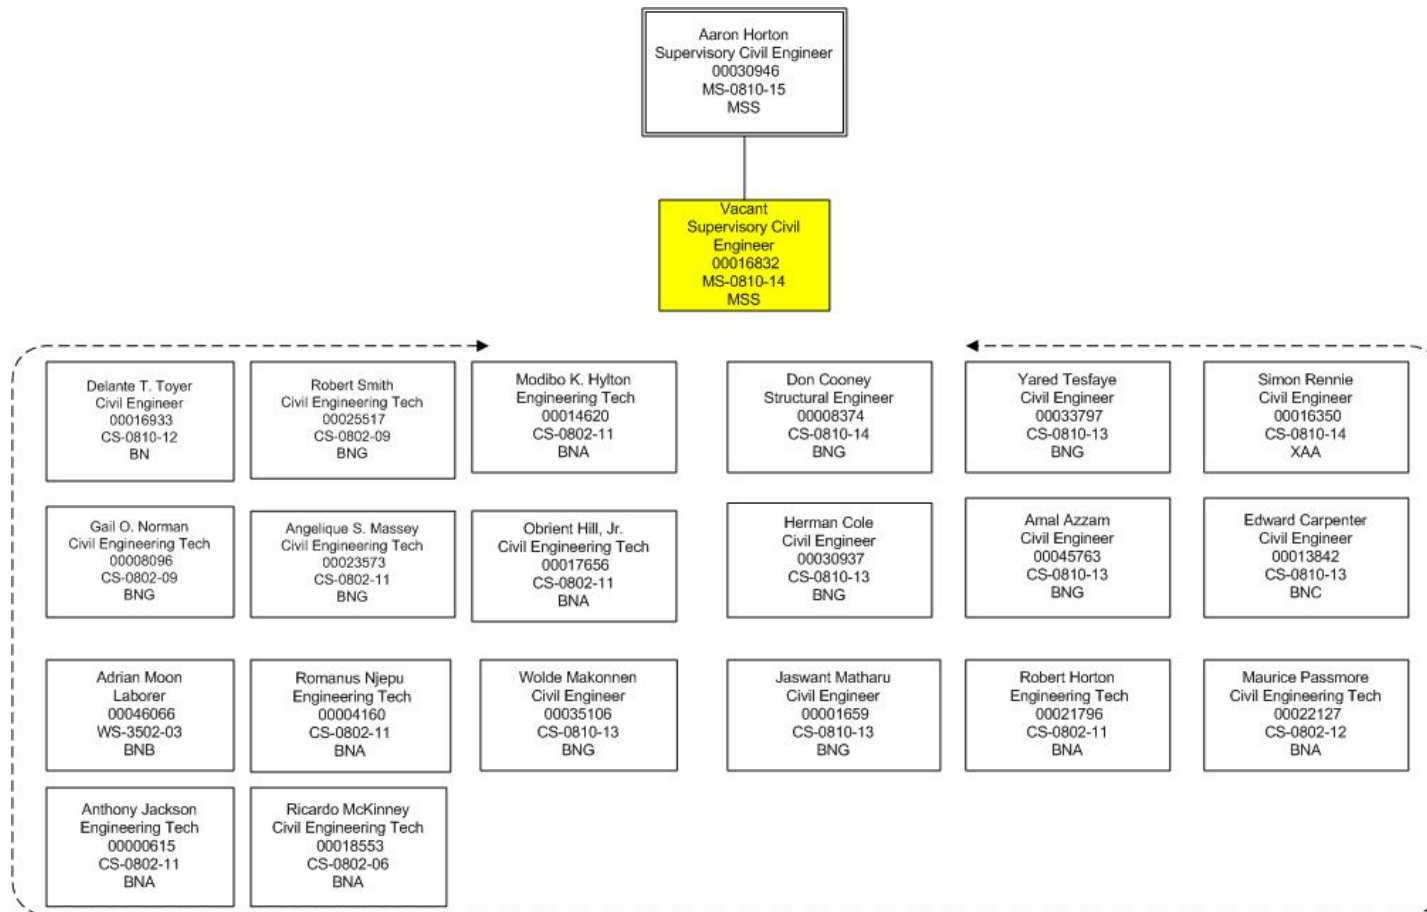 Aaron Horton
Supervisory Civil Engineer
00030946
MS-0810-15
MSS
Vacant
Supervisory Civil
Engineer
00016832
MS-0810-14
MSS
Delante T. Toyer
Civil Engineer
00016933
CS-0810-12
BN
Robert Smith
Civil Engineering Tech
00025517
CS-0802-09
BNG
Modibo K. Hylton
Engineering Tech
00014620
CS-0802-11
BNA
Don Cooney
Structural Engineer
00008374
CS-0810-14
BNG
Yared Tesfaye
Civil Engineer
00033797
CS-0810-13
BNG
Simon Rennie
Civil Engineer
00016350
CS-0810-14
XAA
Gail O. Norman
Civil Engineering Tech
00008096
CS-0802-09
BNG
Angelique S. Massey
Civil Engineering Tech
00023573
CS-0802-11
BNG
Obrient Hill, Jr.
Civil Engineering Tech
00017656
CS-0802-11
BNA
Herman Cole
Civil Engineer
00030937
CS-0810-13
BNG
Amal Azzam
Civil Engineer
00045763
CS-0810-13
BNG
Edward Carpenter
Civil Engineer
00013842
CS-0810-13
BNC
Adrian Moon
Laborer
00046066
WS-3502-03
BNB
Romanus Njepu
Engineering Tech
00004160
CS-0802-11
BNA
Wolde Makonnen
Civil Engineer
00035106
CS-0810-13
BNG
Jaswant Matharu
Civil Engineer
00001659
CS-0810-13
BNG
Robert Horton
Engineering Tech
00021796
CS-0802-11
BNA
Maurice Passmore
Civil Engineering Tech
00022127
CS-0802-12
BNA
Anthony Jackson
Engineering Tech
00000615
CS-0802-11
BNA
Ricardo McKinney
Civil Engineering Tech
00018553
CS-0802-06
BNA